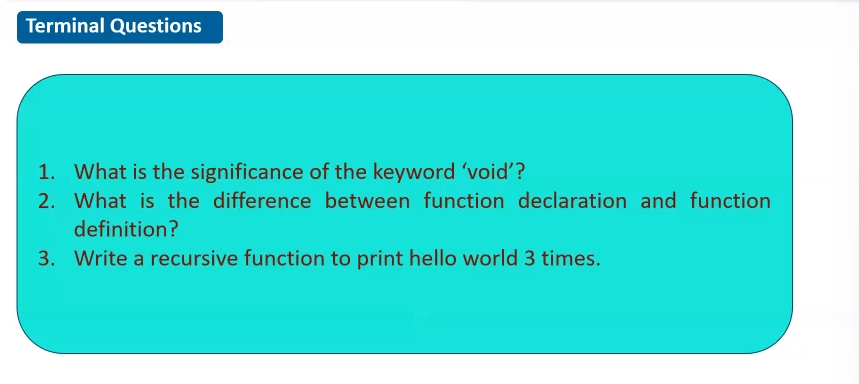 Terminal Questions
1. What is the significance of the keyword ‘void’?
2. What is the difference between function declaration and function
definition?
3. Write a recursive function to print hello world 3 times.